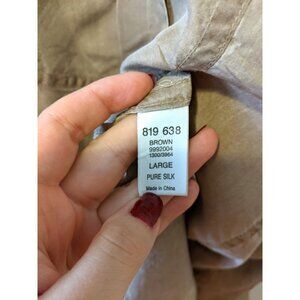 819 638
BROWN
9992004
1300/3964
LARGE
PURE SILK
Made in China